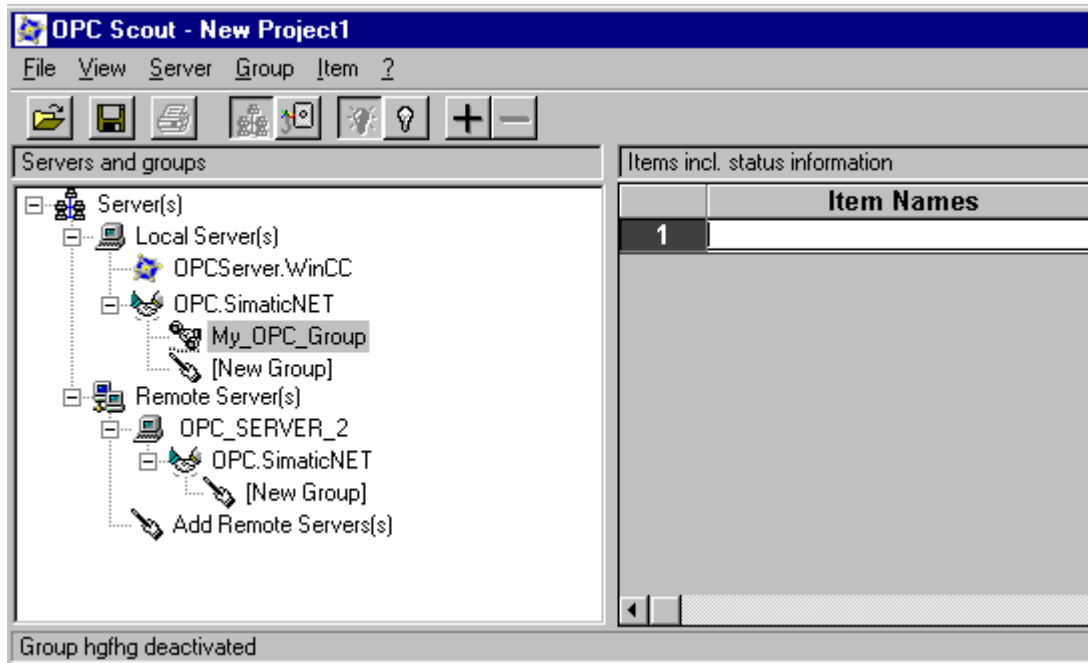 OPC Scout - New Project1
File View Server Group Item ?
Servers and groups
Items incl. status information
Server(s)
Local Server(s)
OPCServer.WinCC
OPC.SimaticNET
My_OPC_Group
[New Group]
Remote Server(s)
OPC_SERVER_2
OPC.SimaticNET
[New Group]
Add Remote Servers(s)
Item Names
1
Group hgfhg deactivated